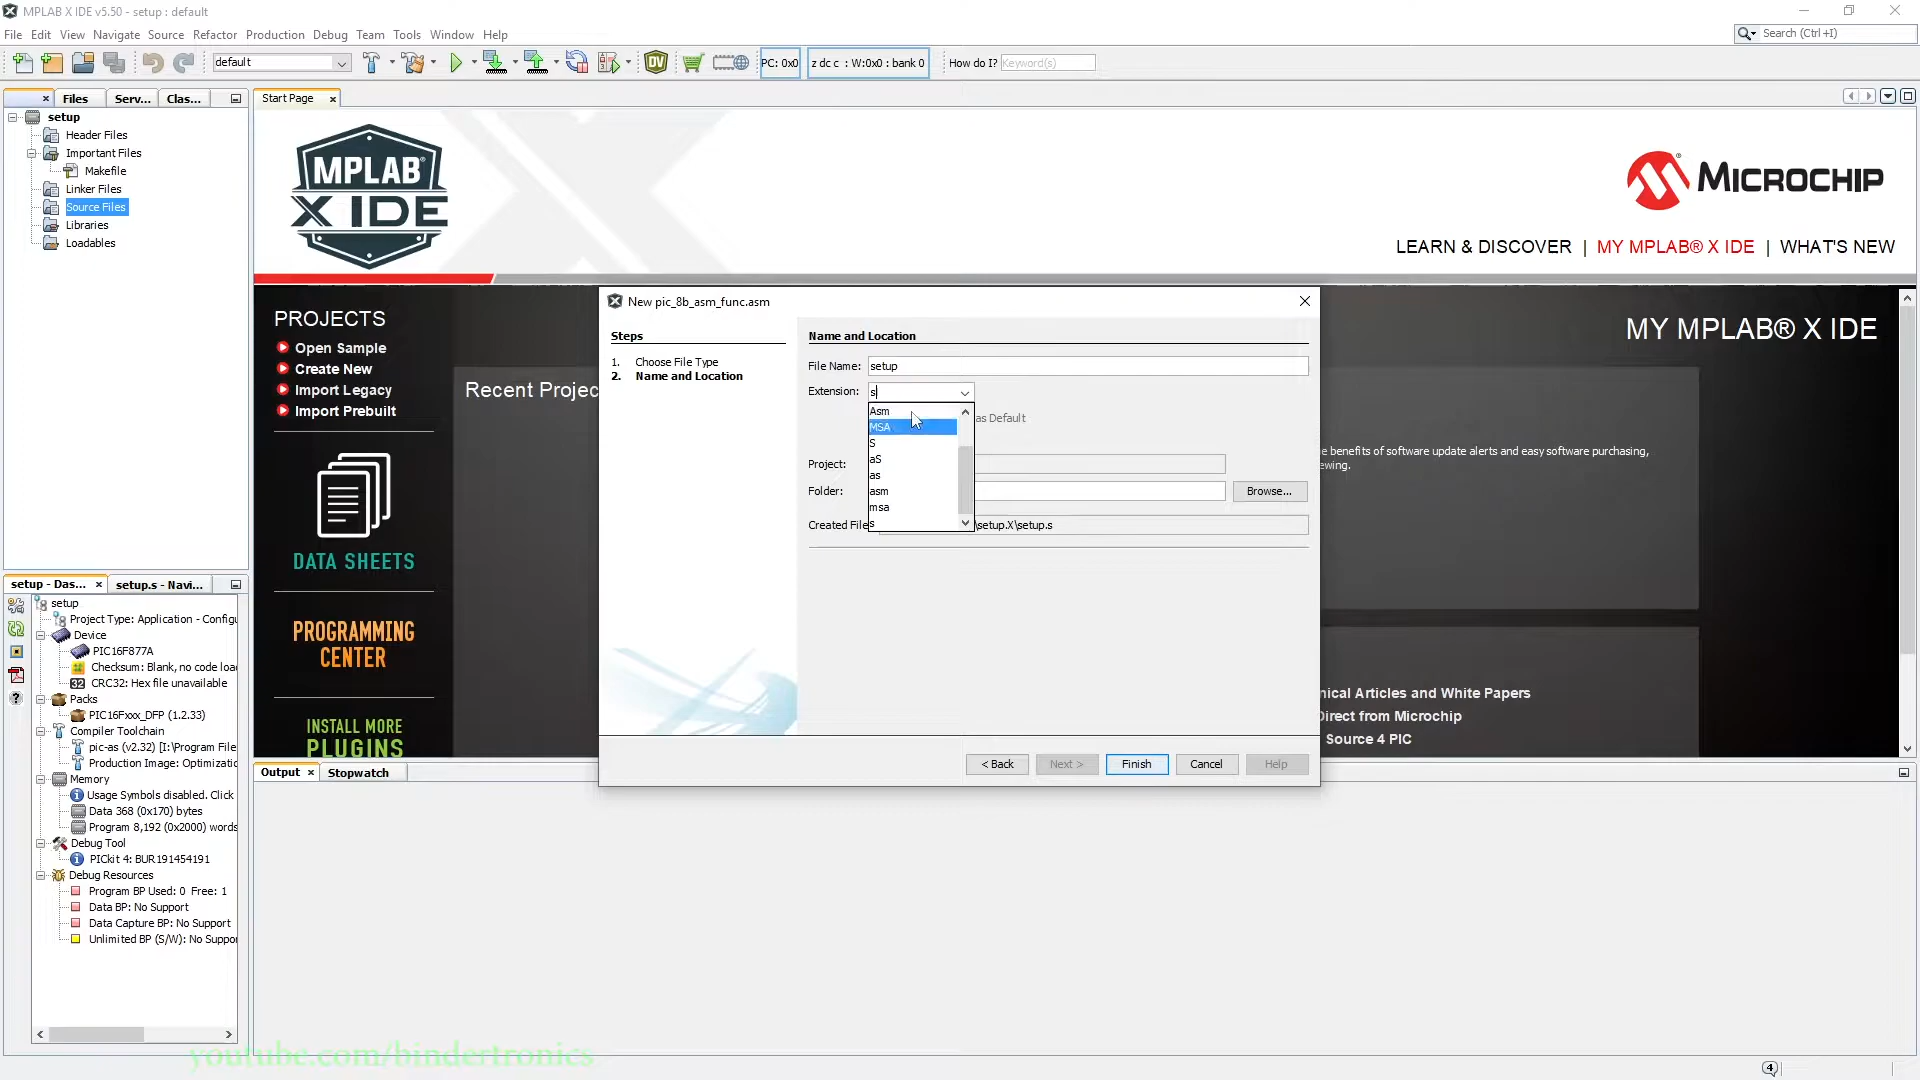 MPLAB X IDE v5.50 - setup : default
File Edit View Navigate Source Refactor Production Debug Team Tools Window Help
Search (Ctrl+I)
default
PC: 0x0
z dc c : W:0x0 : bank 0
How do I? Keyword(s)
Files
Serv...
Clas...
Start Page
setup
Header Files
Important Files
Makefile
Linker Files
Source Files
Libraries
Loadables
MPLAB®
X IDE
MICROCHIP
LEARN & DISCOVER | MY MPLAB® X IDE | WHAT'S NEW
PROJECTS
Open Sample
Create New
Import Legacy
Import Prebuilt
DATA SHEETS
PROGRAMMING
CENTER
INSTALL MORE
PLUGINS
Recent Projec
MY MPLAB® X IDE
e benefits of software update alerts and easy software purchasing,
ewing.
nical Articles and White Papers
Direct from Microchip
Source 4 PIC
New pic_8b_asm_func.asm
Steps
1. Choose File Type
2. Name and Location
Name and Location
File Name: setup
Extension: s
Asm
MSA
S
aS
as
asm
msa
s
as Default
Project:
Folder:
Browse...
Created File
\setup.X\setup.s
< Back
Next >
Finish
Cancel
Help
setup - Das...
setup.s - Navi...
setup
Project Type: Application - Configu
Device
PIC16F877A
Checksum: Blank, no code loa
CRC32: Hex file unavailable
Packs
PIC16Fxxx_DFP (1.2.33)
Compiler Toolchain
pic-as (v2.32) [I:\Program File
Production Image: Optimizatio
Memory
Usage Symbols disabled. Click
Data 368 (0x170) bytes
Program 8,192 (0x2000) words
Debug Tool
PICkit 4: BUR191454191
Debug Resources
Program BP Used: 0 Free: 1
Data BP: No Support
Data Capture BP: No Support
Unlimited BP (S/W): No Suppor
Output
Stopwatch
youtube.com/bindertronics
4